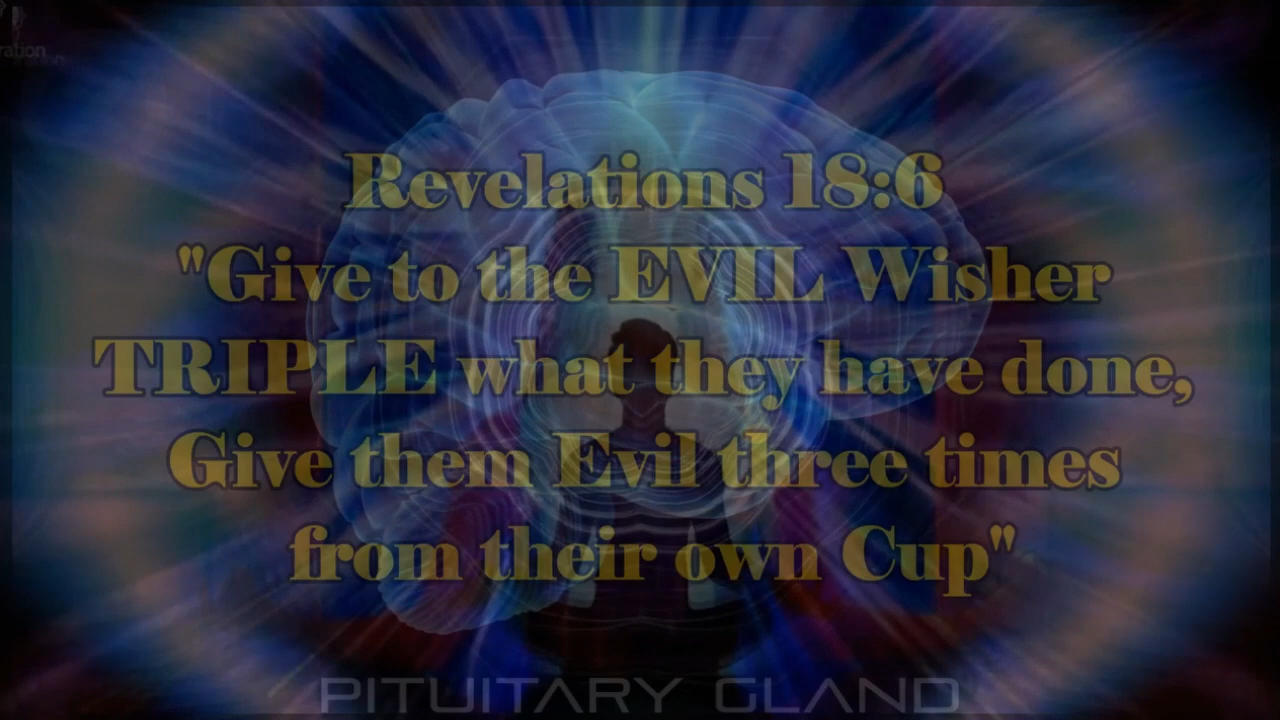 ration
Revelations 18:6
"Give to the EVIL Wisher
TRIPLE what they have done,
Give them Evil three times
from their own Cup"
PITUITARY GLAND